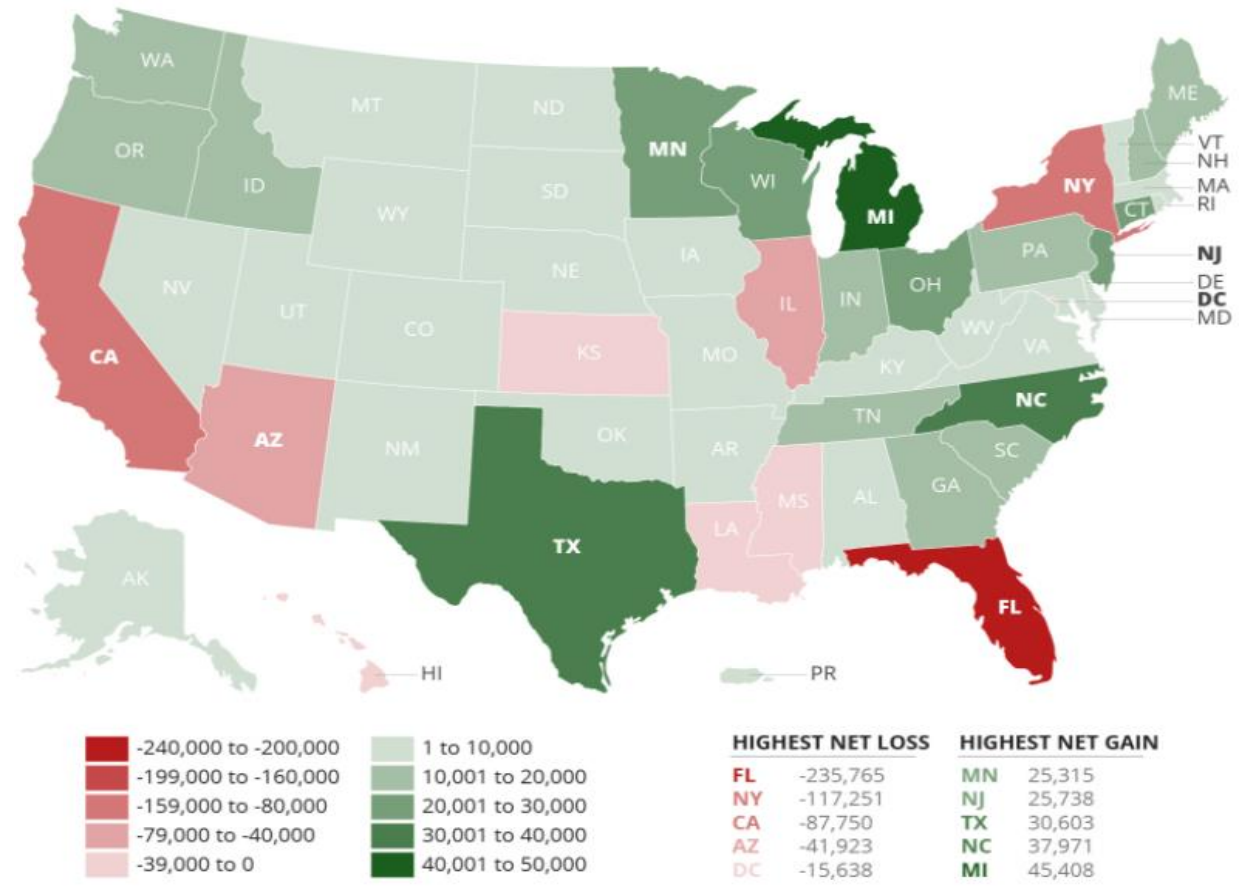 WA
MT
ND
MN
ME
OR
ID
WI
VT
NH
SD
MA
WY
NY
RI
CT
MI
IA
PA
NE
NJ
NV
OH
DE
UT
IL
IN
DC
CO
MD
WV
CA
KS
MO
VA
KY
NC
AZ
TN
OK
NM
AR
SC
GA
MS
AL
LA
TX
AK
FL
HI
PR
-240,000 to -200,000
-199,000 to -160,000
-159,000 to -80,000
-79,000 to -40,000
-39,000 to 0
1 to 10,000
10,001 to 20,000
20,001 to 30,000
30,001 to 40,000
40,001 to 50,000
HIGHEST NET LOSS
FL -235,765
NY -117,251
CA -87,750
AZ -41,923
DC -15,638
HIGHEST NET GAIN
MN 25,315
NJ 25,738
TX 30,603
NC 37,971
MI 45,408